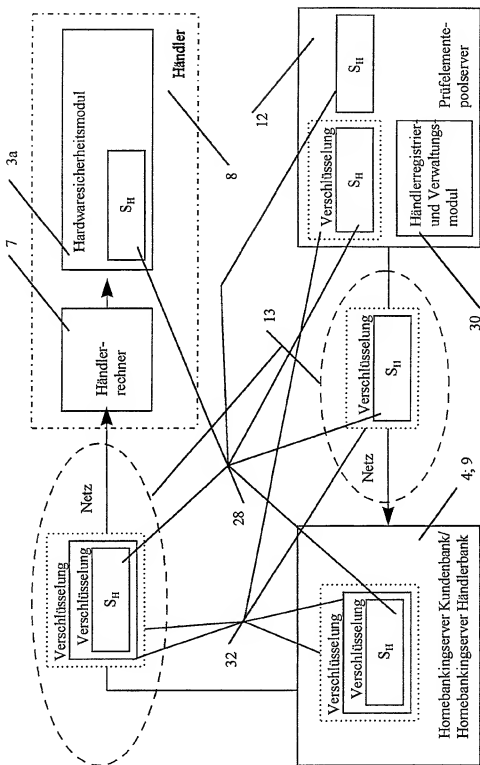 3a
7
Hardwaresicherheitsmodul
S_H
Händler-
rechner
Händler
8
Netz
Verschlüsselung
Verschlüsselung
S_H
12
S_H
Verschlüsselung
S_H
Prüfelemente-
poolserver
Händlerregistrier-
und Verwaltungs-
modul
30
13
28
32
Verschlüsselung
S_H
Netz
4; 9
Verschlüsselung
Verschlüsselung
S_H
Homebankingserver Kundenbank/
Homebankingserver Händlerbank